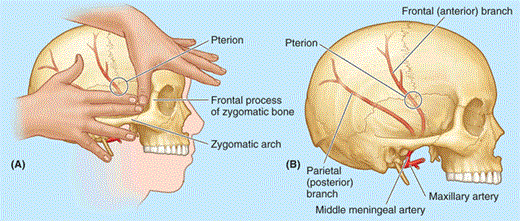 Pterion
Frontal process
of zygomatic bone
Zygomatic arch
(A)
Frontal (anterior) branch
Pterion
(B)
Parietal
(posterior)
branch
Maxillary artery
Middle meningeal artery